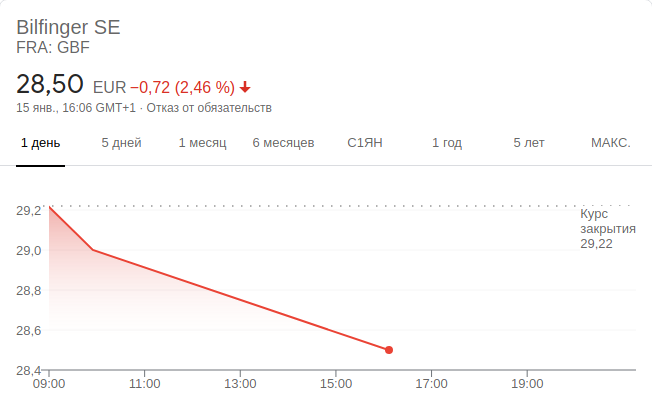 Bilfinger SE
FRA: GBF
28,50 EUR −0,72 (2,46 %)
15 янв., 16:06 GMT+1 · Отказ от обязательств
1 день 5 дней 1 месяц 6 месяцев С1ЯН 1 год 5 лет МАКС.
29,2
Курс
закрытия
29,22
29,0
28,8
28,6
28,4
09:00 11:00 13:00 15:00 17:00 19:00